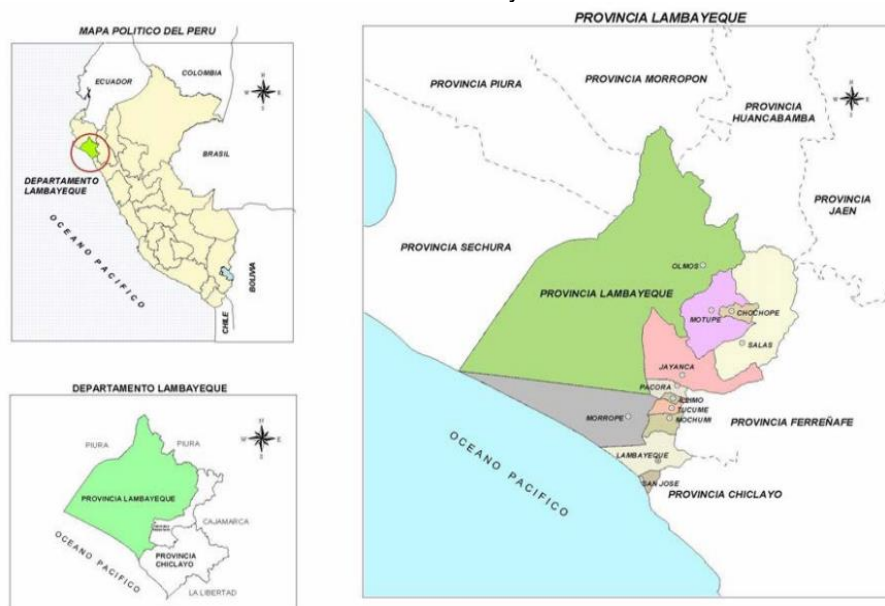 MAPA POLITICO DEL PERU
COLOMBIA
ECUADOR
N
W E
S
BRASIL
DEPARTAMENTO
LAMBAYEQUE
OCEANO PACIFICO
BOLIVIA
CHILE
DEPARTAMENTO LAMBAYEQUE
PIURA
PIURA
W E
S
PROVINCIA LAMBAYEQUE
CAJAMARCA
OCEANO PACIFICO
PROVINCIA
CHICLAYO
LA LIBERTAD
PROVINCIA LAMBAYEQUE
PROVINCIA PIURA
PROVINCIA MORROPON
PROVINCIA
HUANCABAMBA
N
W E
S
PROVINCIA
JAEN
PROVINCIA SECHURA
OLMOS
PROVINCIA LAMBAYEQUE
MOTUPE
CHOCHOPE
SALAS
JAYANCA
PACORA
TUCUME
MOCHUMI
MORROPE
PROVINCIA FERREÑAFE
LAMBAYEQUE
SAN JOSE
PROVINCIA CHICLAYO
OCEANO PACIFICO